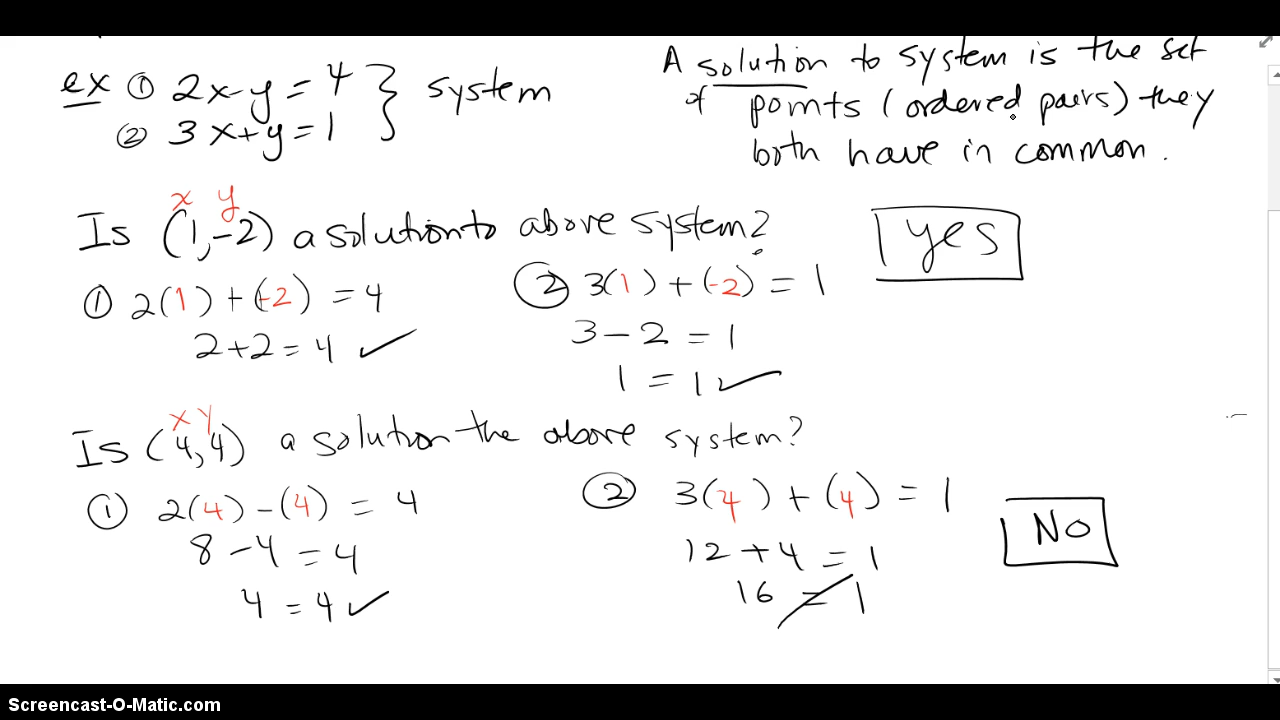 ex ① 2x-y=4 } system
② 3x+y=1
A solution to system is the set
of points (ordered pairs) they
both have in common.
x y
Is (1,-2) a solution to above system?
yes
① 2(1)+(-2)=4
2+2=4 ✓
② 3(1)+(-2)=1
3-2=1
1=1 ✓
x y
Is (4,4) a solution the above system?
① 2(4)-(4)=4
8-4=4
4=4 ✓
② 3(4)+(4)=1
12+4=1
16≠1
No
Screencast-O-Matic.com